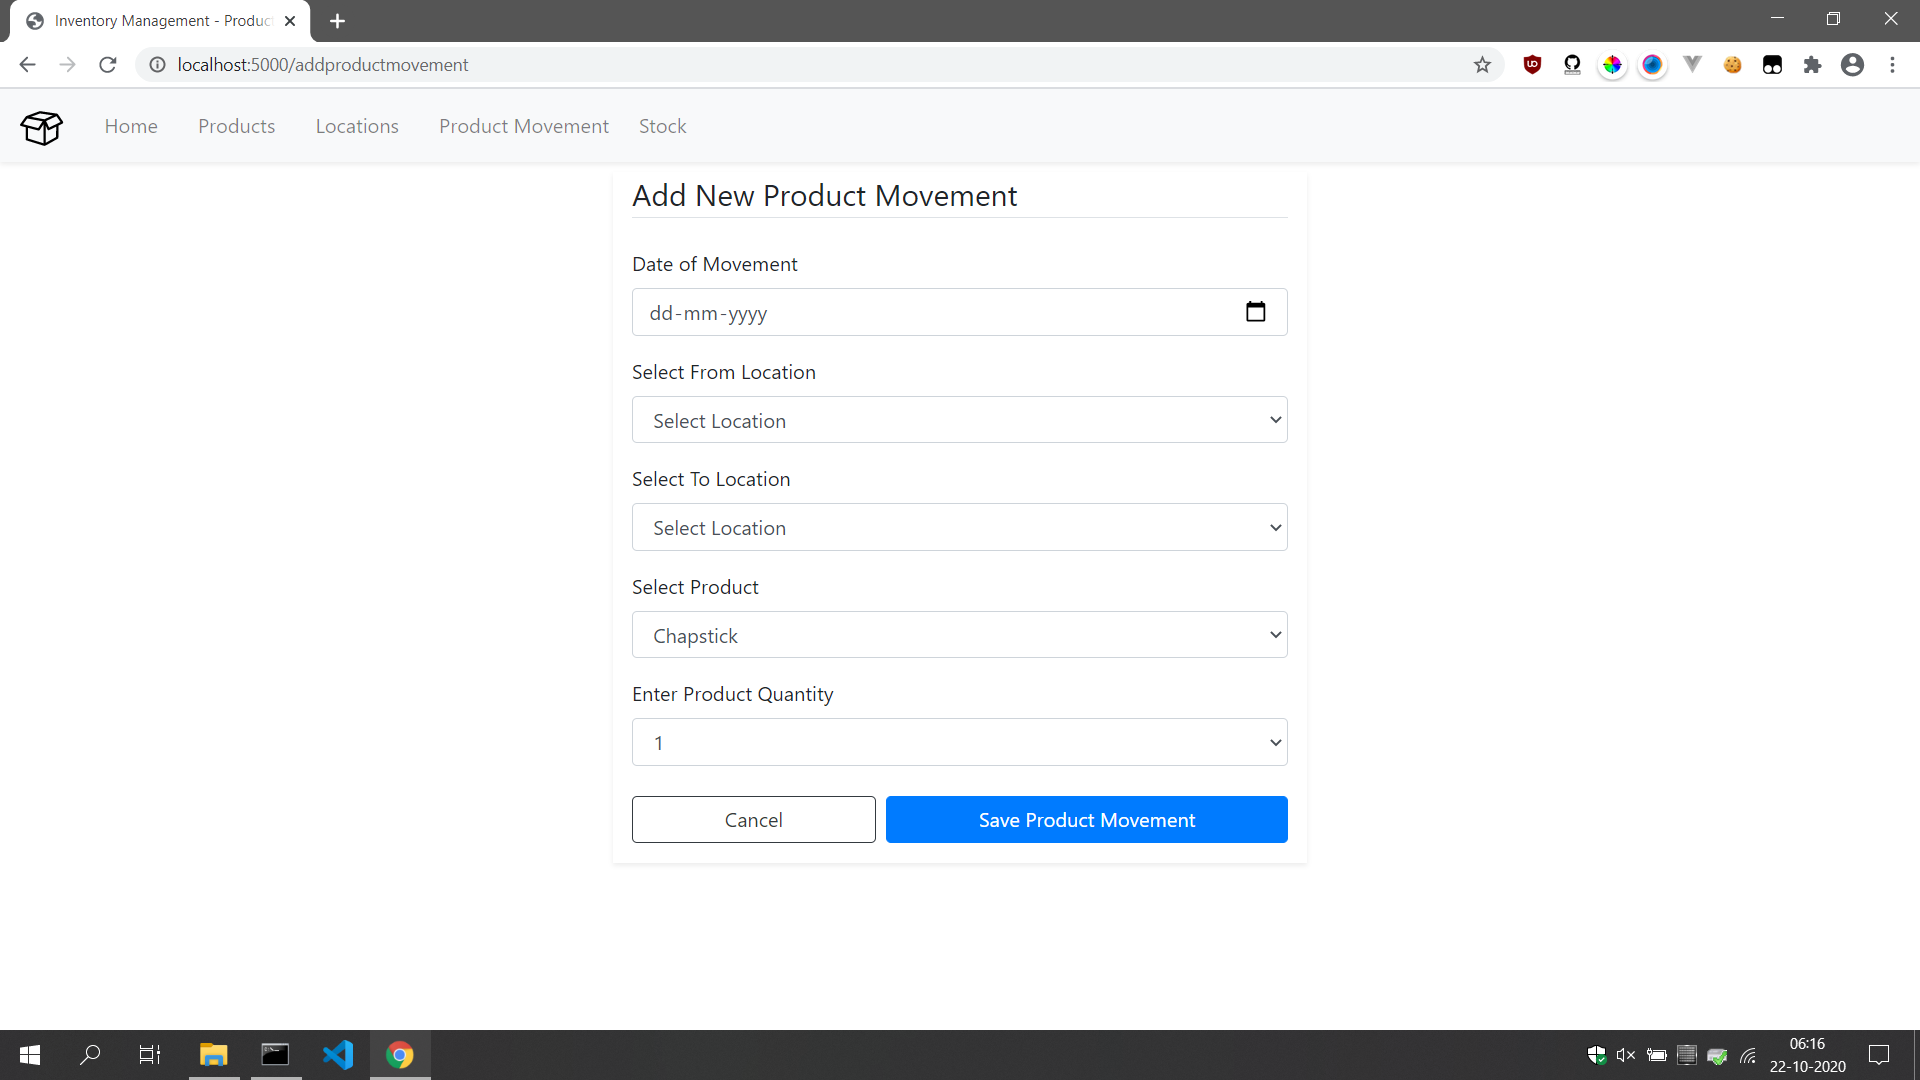 Inventory Management - Produc
localhost:5000/addproductmovement
Home Products Locations Product Movement Stock
Add New Product Movement
Date of Movement
dd-mm-yyyy
Select From Location
Select Location
Select To Location
Select Location
Select Product
Chapstick
Enter Product Quantity
1
Cancel Save Product Movement
06:16
22-10-2020